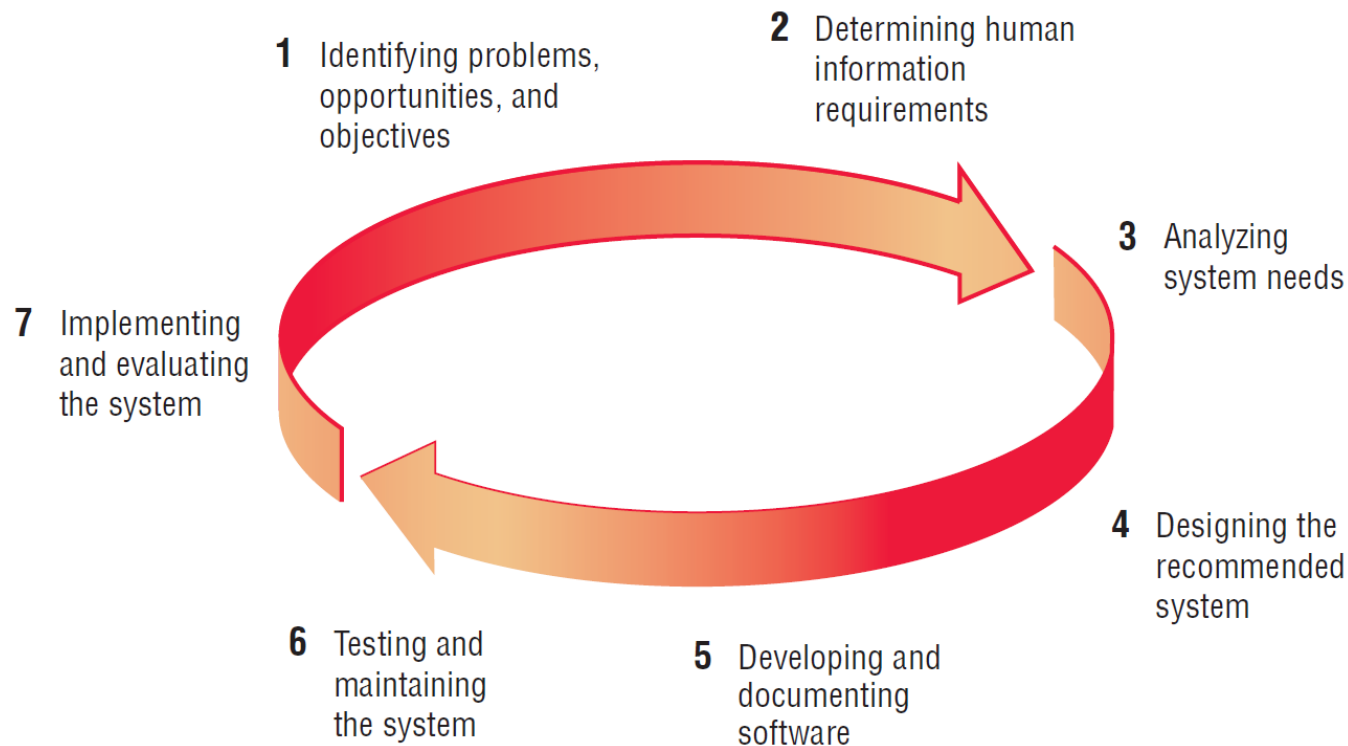 1 Identifying problems,
opportunities, and
objectives
2 Determining human
information
requirements
3 Analyzing
system needs
4 Designing the
recommended
system
5 Developing and
documenting
software
6 Testing and
maintaining
the system
7 Implementing
and evaluating
the system